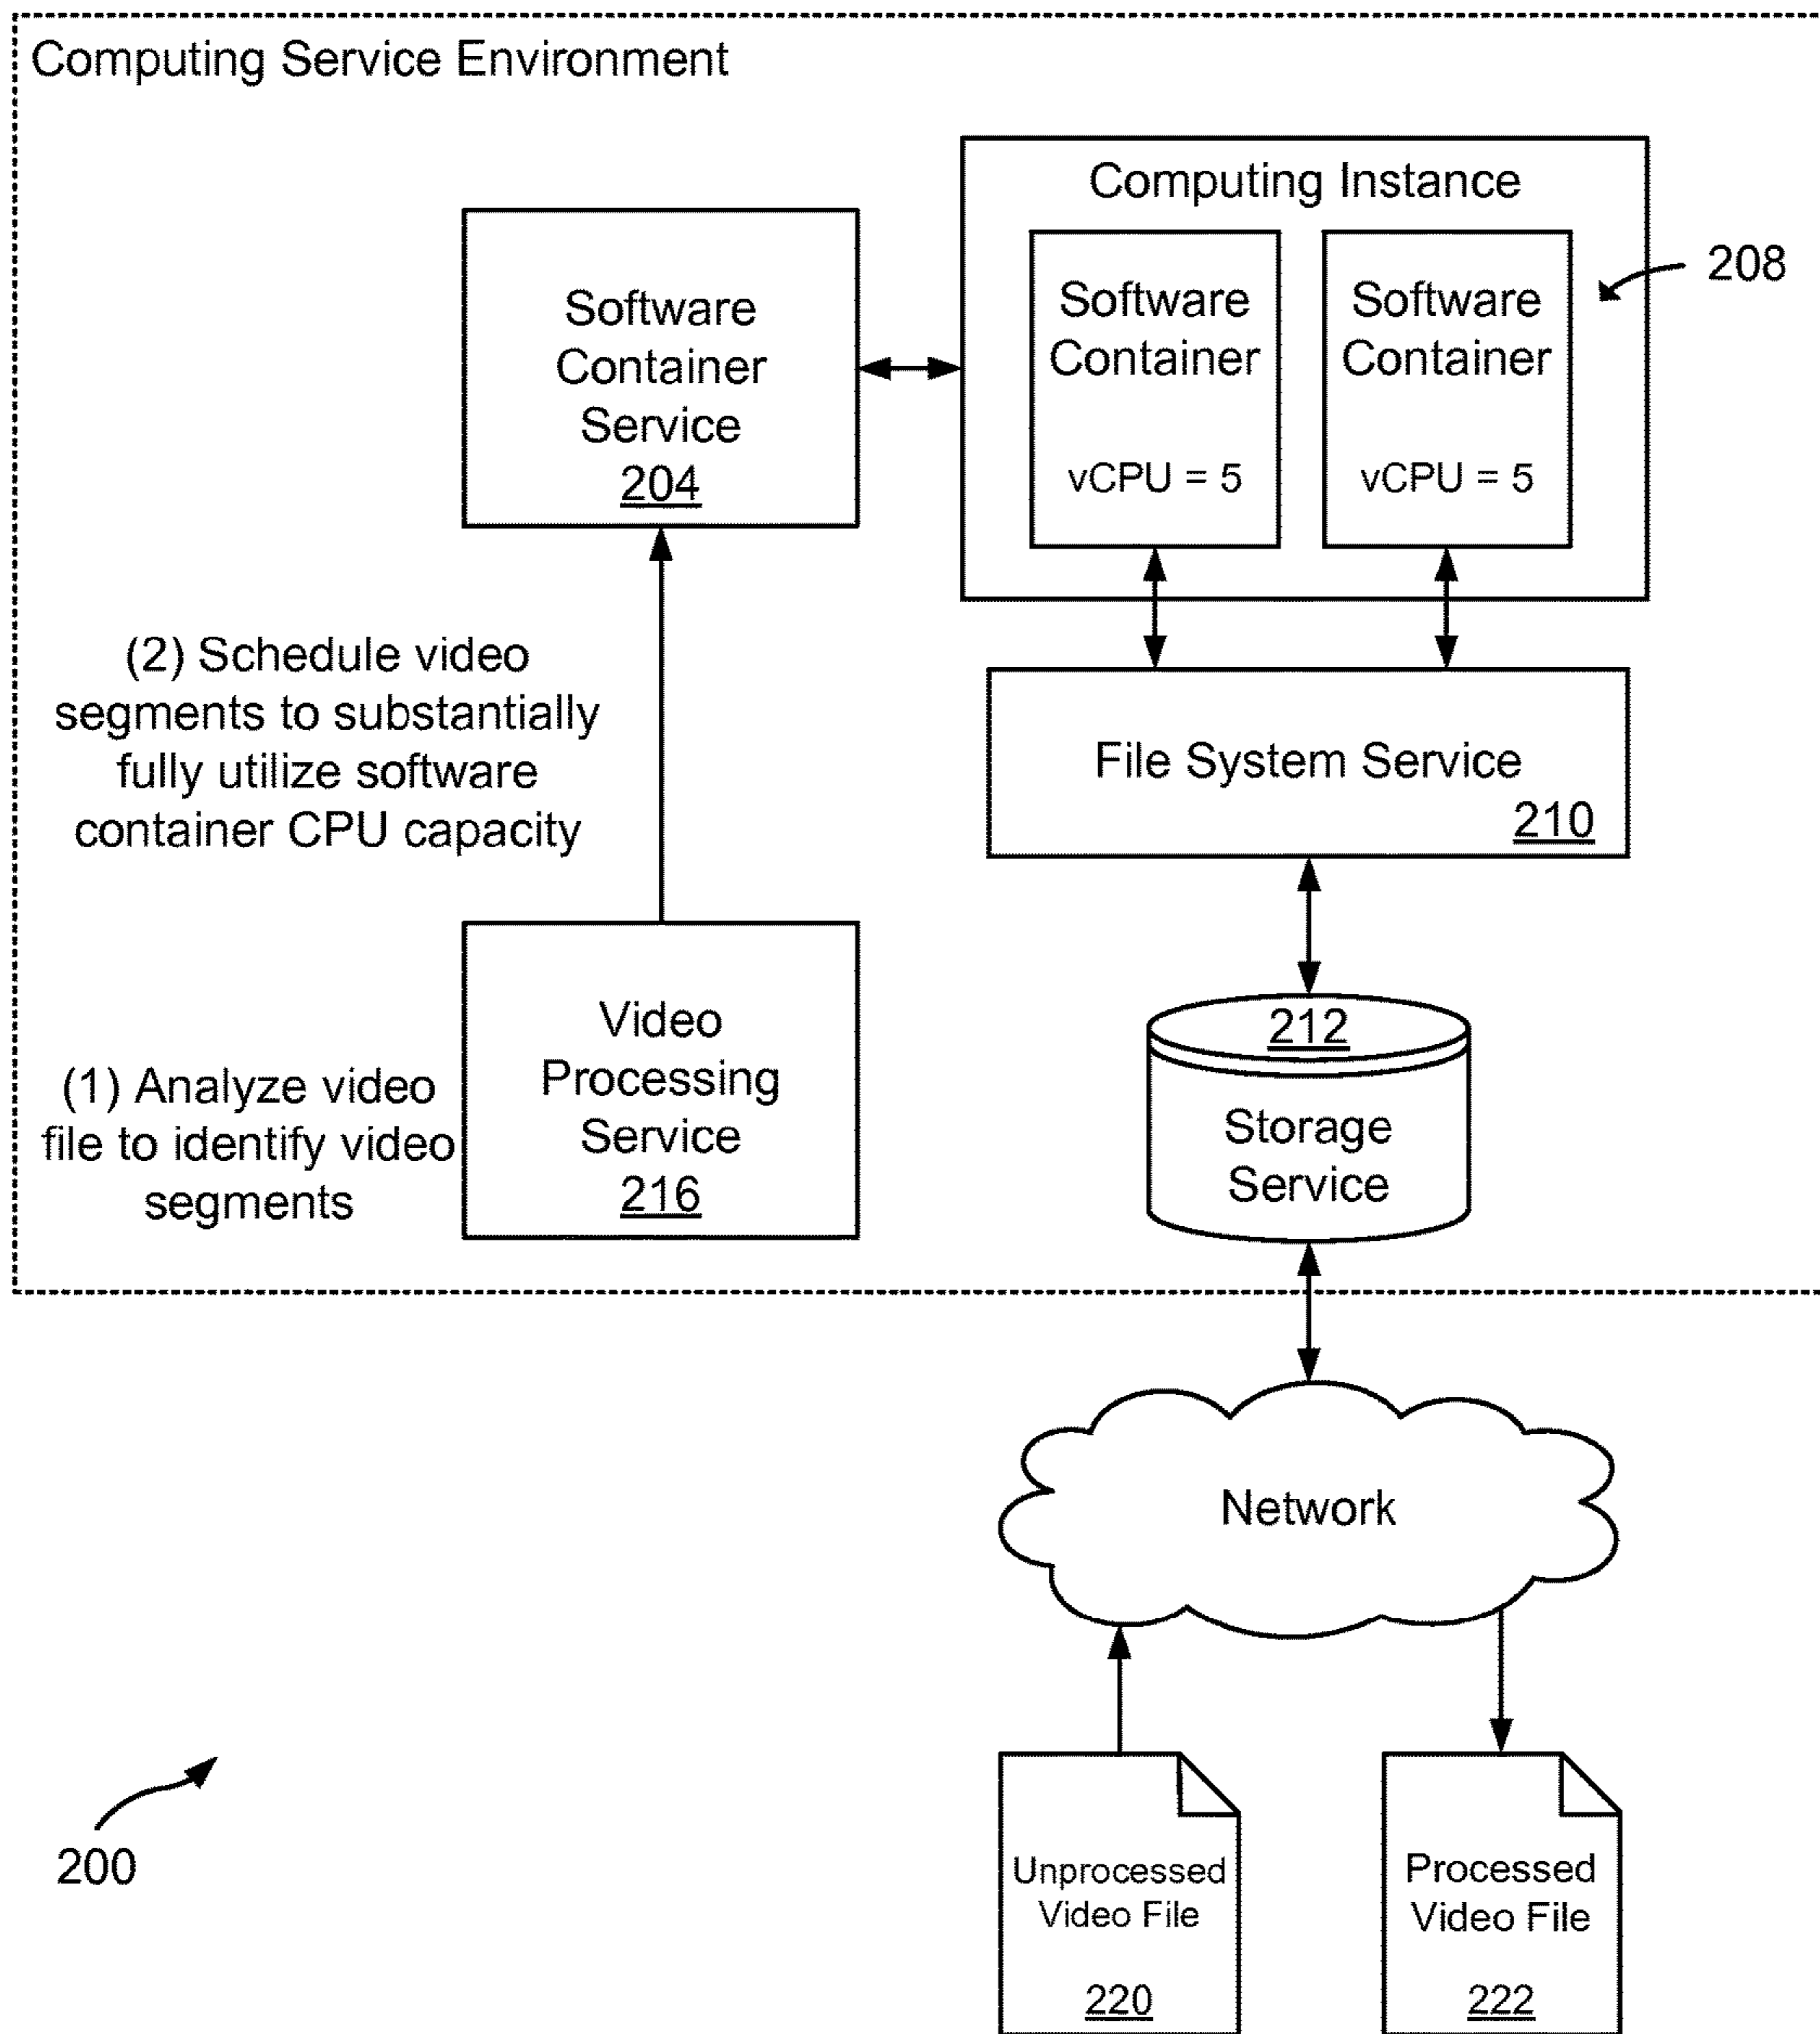 Computing Service Environment
Computing Instance
Software
Container
Service
204
Software
Container
vCPU = 5
Software
Container
vCPU = 5
208
(2) Schedule video
segments to substantially
fully utilize software
container CPU capacity
File System Service
210
(1) Analyze video
file to identify video
segments
Video
Processing
Service
216
212
Storage
Service
Network
200
Unprocessed
Video File
220
Processed
Video File
222